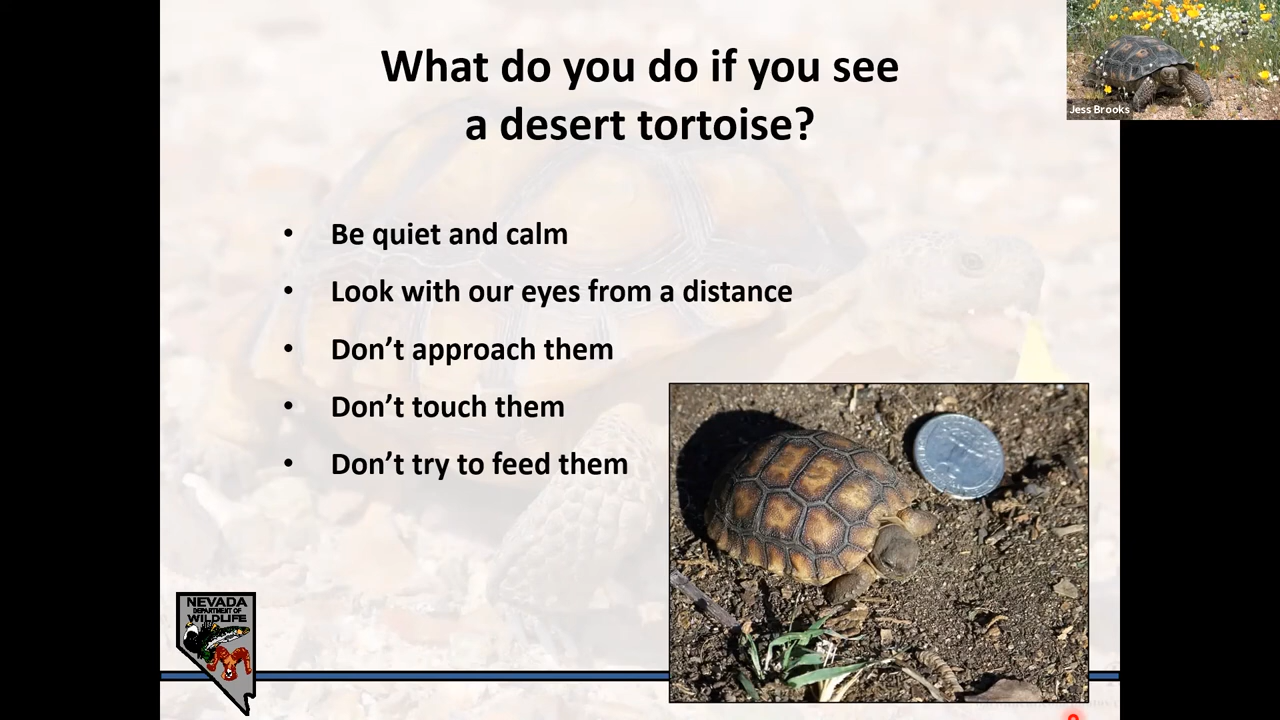 What do you do if you see
a desert tortoise?
Jess Brooks
• Be quiet and calm
• Look with our eyes from a distance
• Don’t approach them
• Don’t touch them
• Don’t try to feed them
NEVADA
DEPARTMENT OF
WILDLIFE